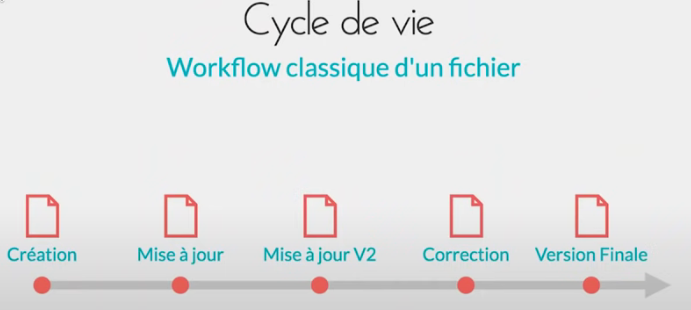 Cycle de vie
Workflow classique d'un fichier
Création
Mise à jour
Mise à jour V2
Correction
Version Finale